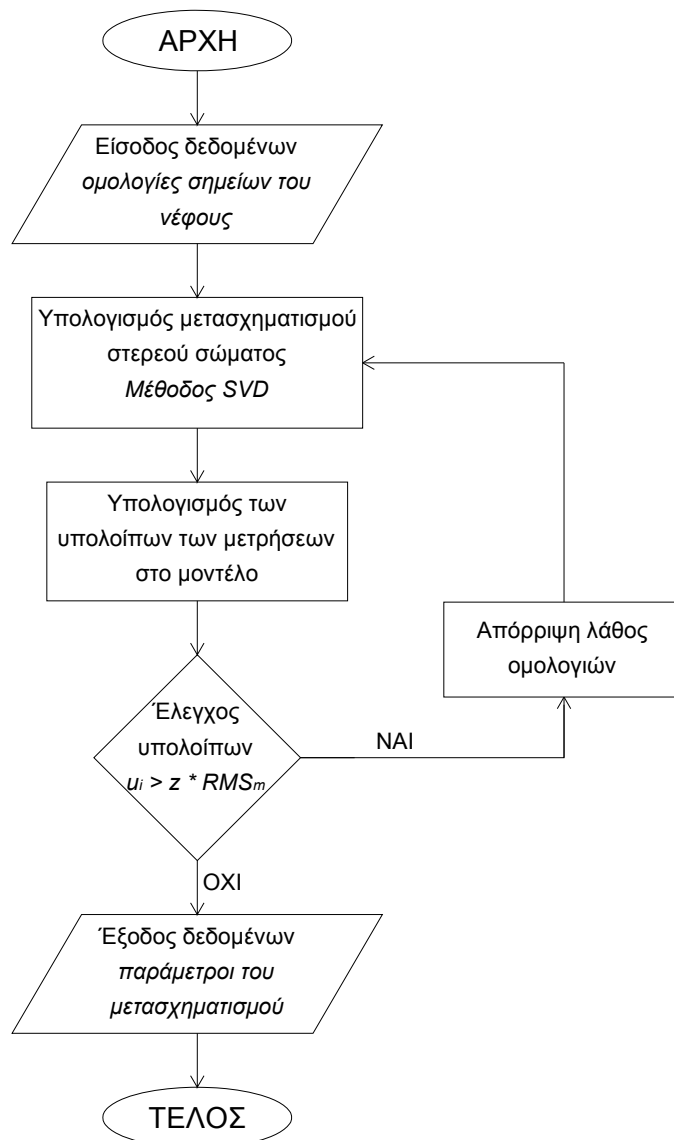 ΑΡΧΗ
Είσοδος δεδομένων
ομολογίες σημείων του
νέφους
Υπολογισμός μετασχηματισμού
στερεού σώματος
Μέθοδος SVD
Υπολογισμός των
υπολοίπων των μετρήσεων
στο μοντέλο
Απόρριψη λάθος
ομολογιών
Έλεγχος
υπολοίπων
ui > z * RMSm
ΝΑΙ
ΟΧΙ
Έξοδος δεδομένων
παράμετροι του
μετασχηματισμού
ΤΕΛΟΣ